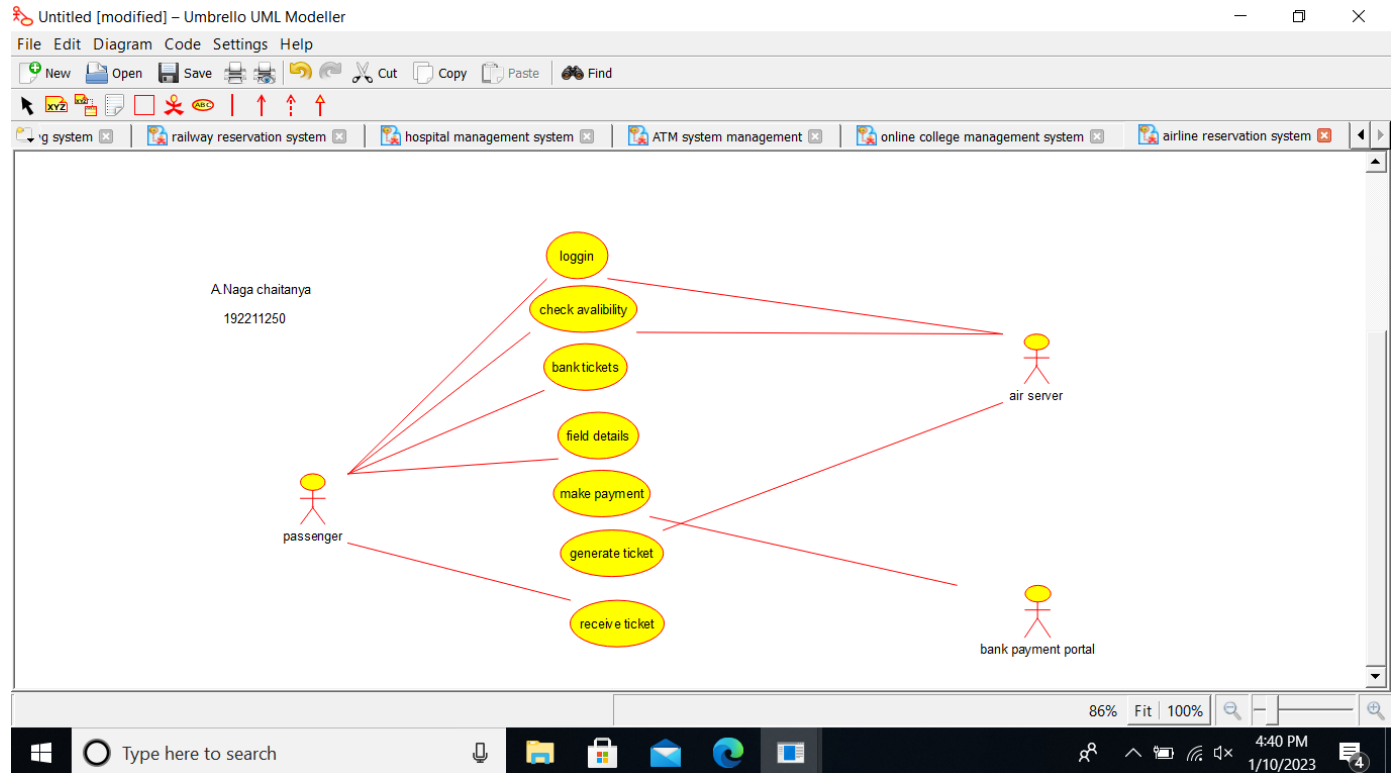 Untitled [modified] – Umbrello UML Modeller
File Edit Diagram Code Settings Help
New Open Save Cut Copy Paste Find
XYZ ABC
g system railway reservation system hospital management system ATM system management online college management system airline reservation system
loggin
A.Naga chaitanya
192211250
check avalibility
bank tickets
air server
field details
make payment
passenger
generate ticket
receive ticket
bank payment portal
86% Fit 100%
Type here to search
4:40 PM
1/10/2023
4